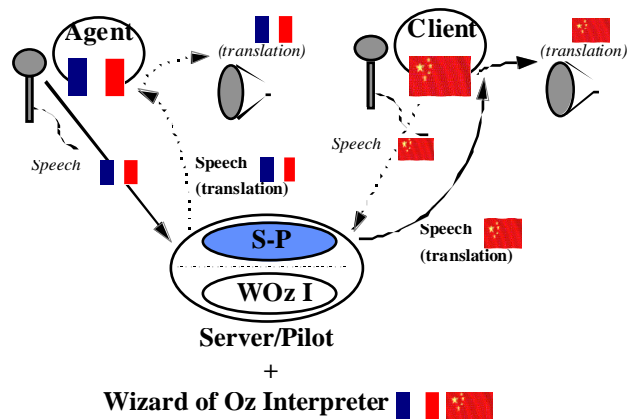 Agent
(translation)
Client
(translation)
Speech
Speech
(translation)
Speech
Speech
(translation)
S-P
WOz I
Server/Pilot
+
Wizard of Oz Interpreter